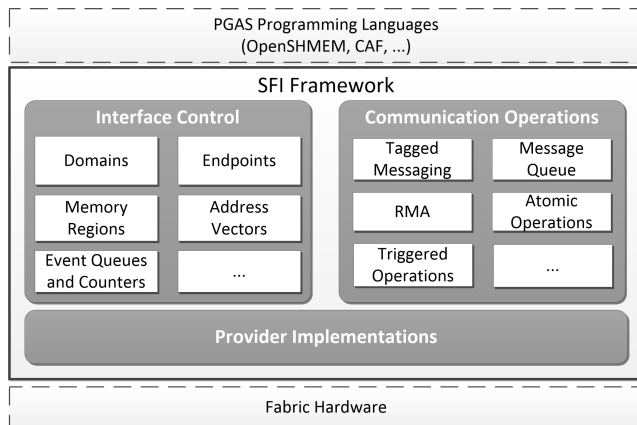 PGAS Programming Languages
(OpenSHMEM, CAF, ...)
SFI Framework
Interface Control
Domains
Endpoints
Memory
Regions
Address
Vectors
Event Queues
and Counters
...
Communication Operations
Tagged
Messaging
Message
Queue
RMA
Atomic
Operations
Triggered
Operations
...
Provider Implementations
Fabric Hardware